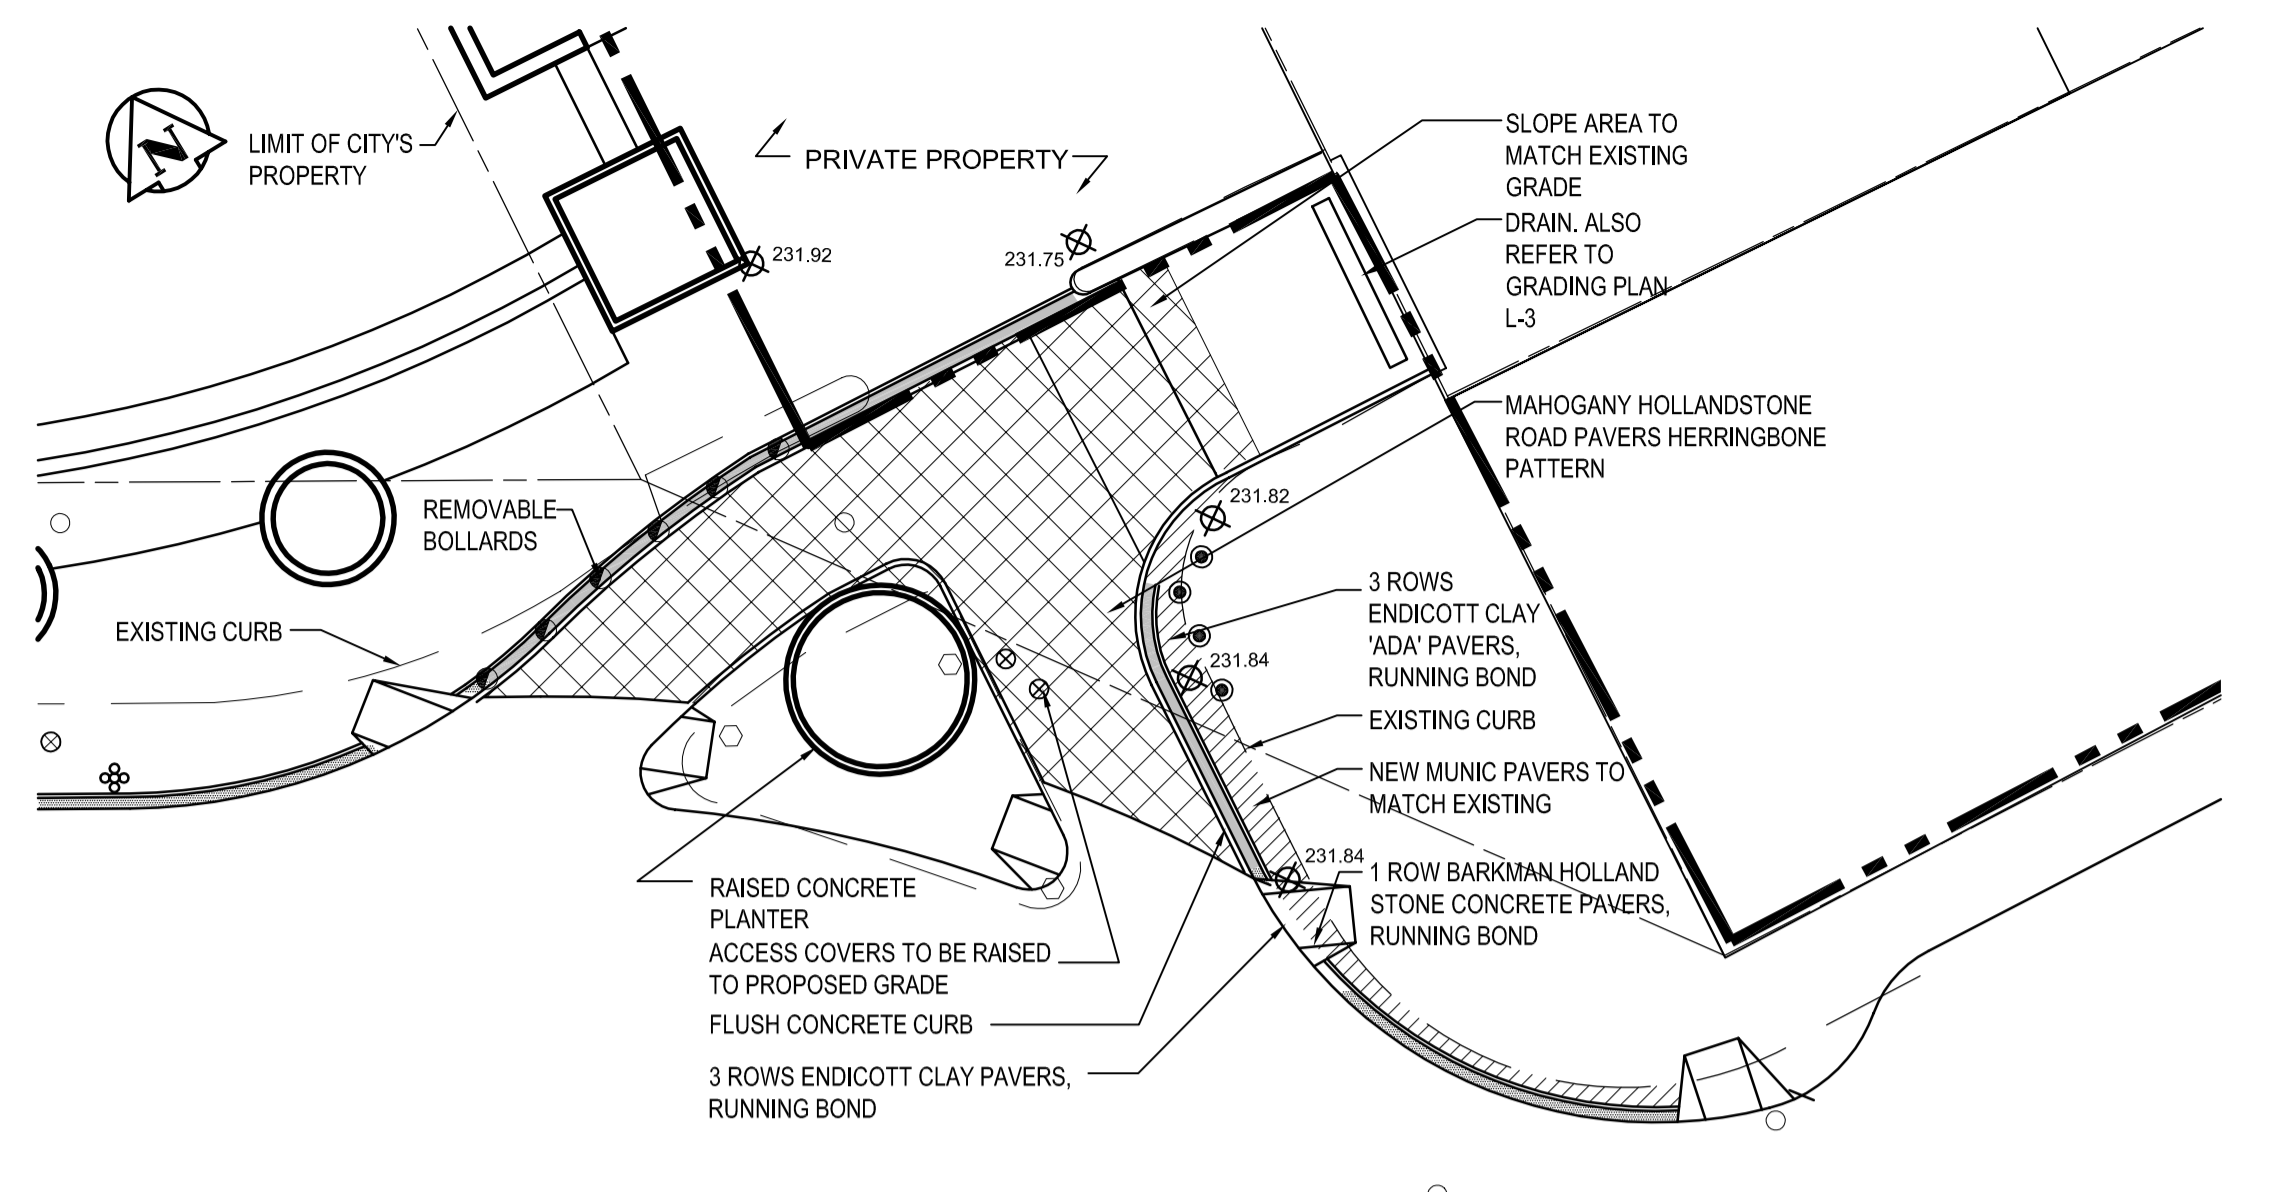 N
LIMIT OF CITY'S
PROPERTY
PRIVATE PROPERTY
SLOPE AREA TO
MATCH EXISTING
GRADE
DRAIN. ALSO
REFER TO
GRADING PLAN
L-3
231.92
231.75
MAHOGANY HOLLANDSTONE
ROAD PAVERS HERRINGBONE
PATTERN
REMOVABLE
BOLLARDS
231.82
EXISTING CURB
3 ROWS
ENDICOTT CLAY
'ADA' PAVERS,
RUNNING BOND
231.84
EXISTING CURB
NEW MUNIC PAVERS TO
MATCH EXISTING
231.84
1 ROW BARKMAN HOLLAND
STONE CONCRETE PAVERS,
RUNNING BOND
RAISED CONCRETE
PLANTER
ACCESS COVERS TO BE RAISED
TO PROPOSED GRADE
FLUSH CONCRETE CURB
3 ROWS ENDICOTT CLAY PAVERS,
RUNNING BOND